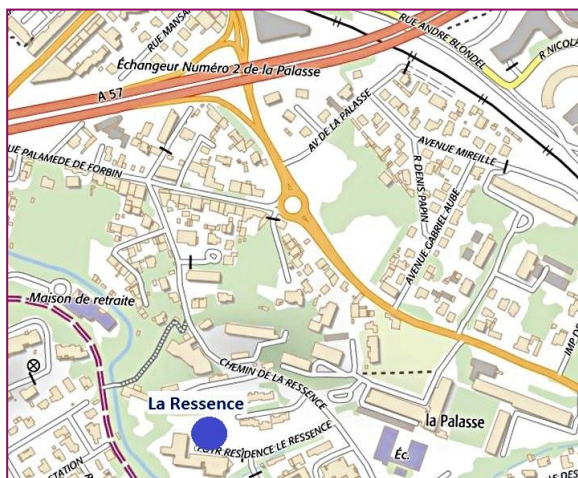 RUE MANSA
RUE ANDRE BLONDEL
R NICOLA
Échangeur Numéro 2 de la Palasse
A 57
AV DE LA PALASSE
AVENUE MIREILLE
UE PALAMEDE DE FORBIN
R DENIS PAPIN
AVENUE GABRIEL AUBE
Maison de retraite
IMP D
CHEMIN DE LA RESSENCE
La Ressence
la Palasse
RESIDENCE LE RESSENCE
Éc.
STATION